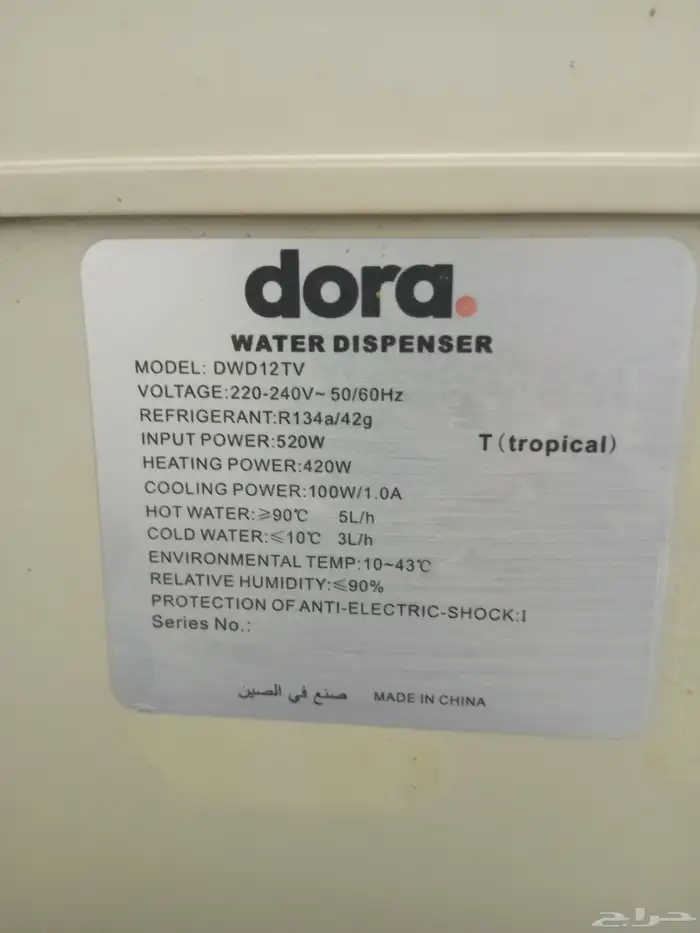 dora.
WATER DISPENSER
MODEL: DWD12TV
VOLTAGE:220-240V~ 50/60Hz
REFRIGERANT:R134a/42g
INPUT POWER:520W
T(tropical)
HEATING POWER:420W
COOLING POWER:100W/1.0A
HOT WATER:≥90℃ 5L/h
COLD WATER:≤10℃ 3L/h
ENVIRONMENTAL TEMP:10~43℃
RELATIVE HUMIDITY:≤90%
PROTECTION OF ANTI-ELECTRIC-SHOCK:I
Series No.:
صنع في الصين MADE IN CHINA
حراج